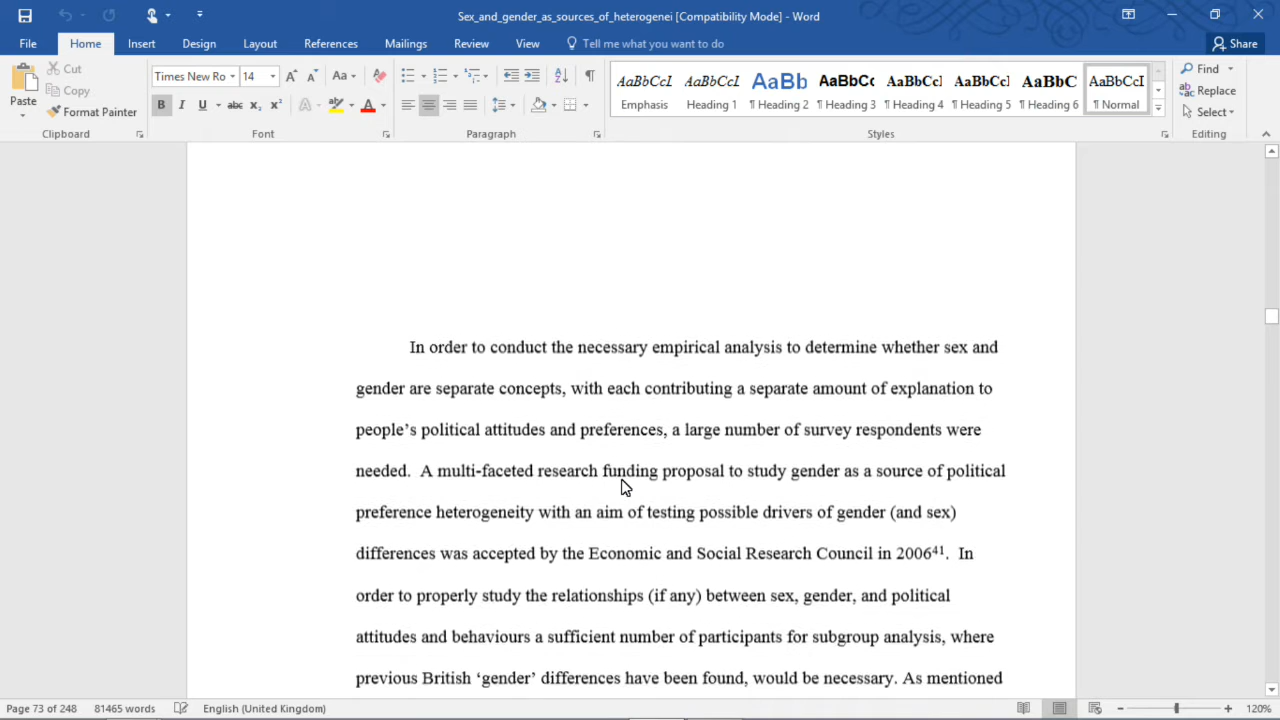 Sex_and_gender_as_sources_of_heterogenei [Compatibility Mode] - Word
File Home Insert Design Layout References Mailings Review View Tell me what you want to do Share
Paste Cut Copy Format Painter
Clipboard
Times New Ro 14 Aa
B I U abc x₂ x² A A
Font
Paragraph
AaBbCcI AaBbCcI AaBb AaBbCc AaBbCcI AaBbCcI AaBbC AaBbCcI
Emphasis Heading 1 ¶ Heading 2 ¶ Heading 3 ¶ Heading 4 ¶ Heading 5 ¶ Heading 6 ¶ Normal
Styles
Find
Replace
Select
Editing
In order to conduct the necessary empirical analysis to determine whether sex and
gender are separate concepts, with each contributing a separate amount of explanation to
people’s political attitudes and preferences, a large number of survey respondents were
needed.  A multi-faceted research funding proposal to study gender as a source of political
preference heterogeneity with an aim of testing possible drivers of gender (and sex)
differences was accepted by the Economic and Social Research Council in 2006⁴¹.  In
order to properly study the relationships (if any) between sex, gender, and political
attitudes and behaviours a sufficient number of participants for subgroup analysis, where
previous British ‘gender’ differences have been found, would be necessary. As mentioned
Page 73 of 248 81465 words English (United Kingdom) 120%